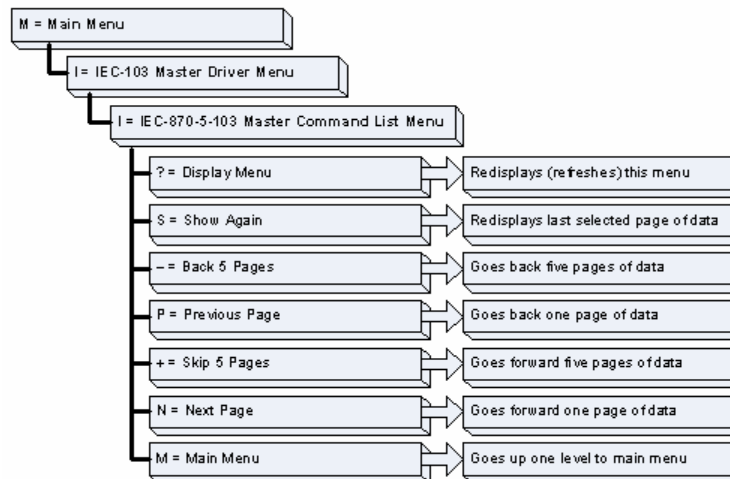 M = Main Menu
I = IEC-103 Master Driver Menu
I = IEC-870-5-103 Master Command List Menu
? = Display Menu
Redisplays (refreshes) this menu
S = Show Again
Redisplays last selected page of data
– = Back 5 Pages
Goes back five pages of data
P = Previous Page
Goes back one page of data
+ = Skip 5 Pages
Goes forward five pages of data
N = Next Page
Goes forward one page of data
M = Main Menu
Goes up one level to main menu